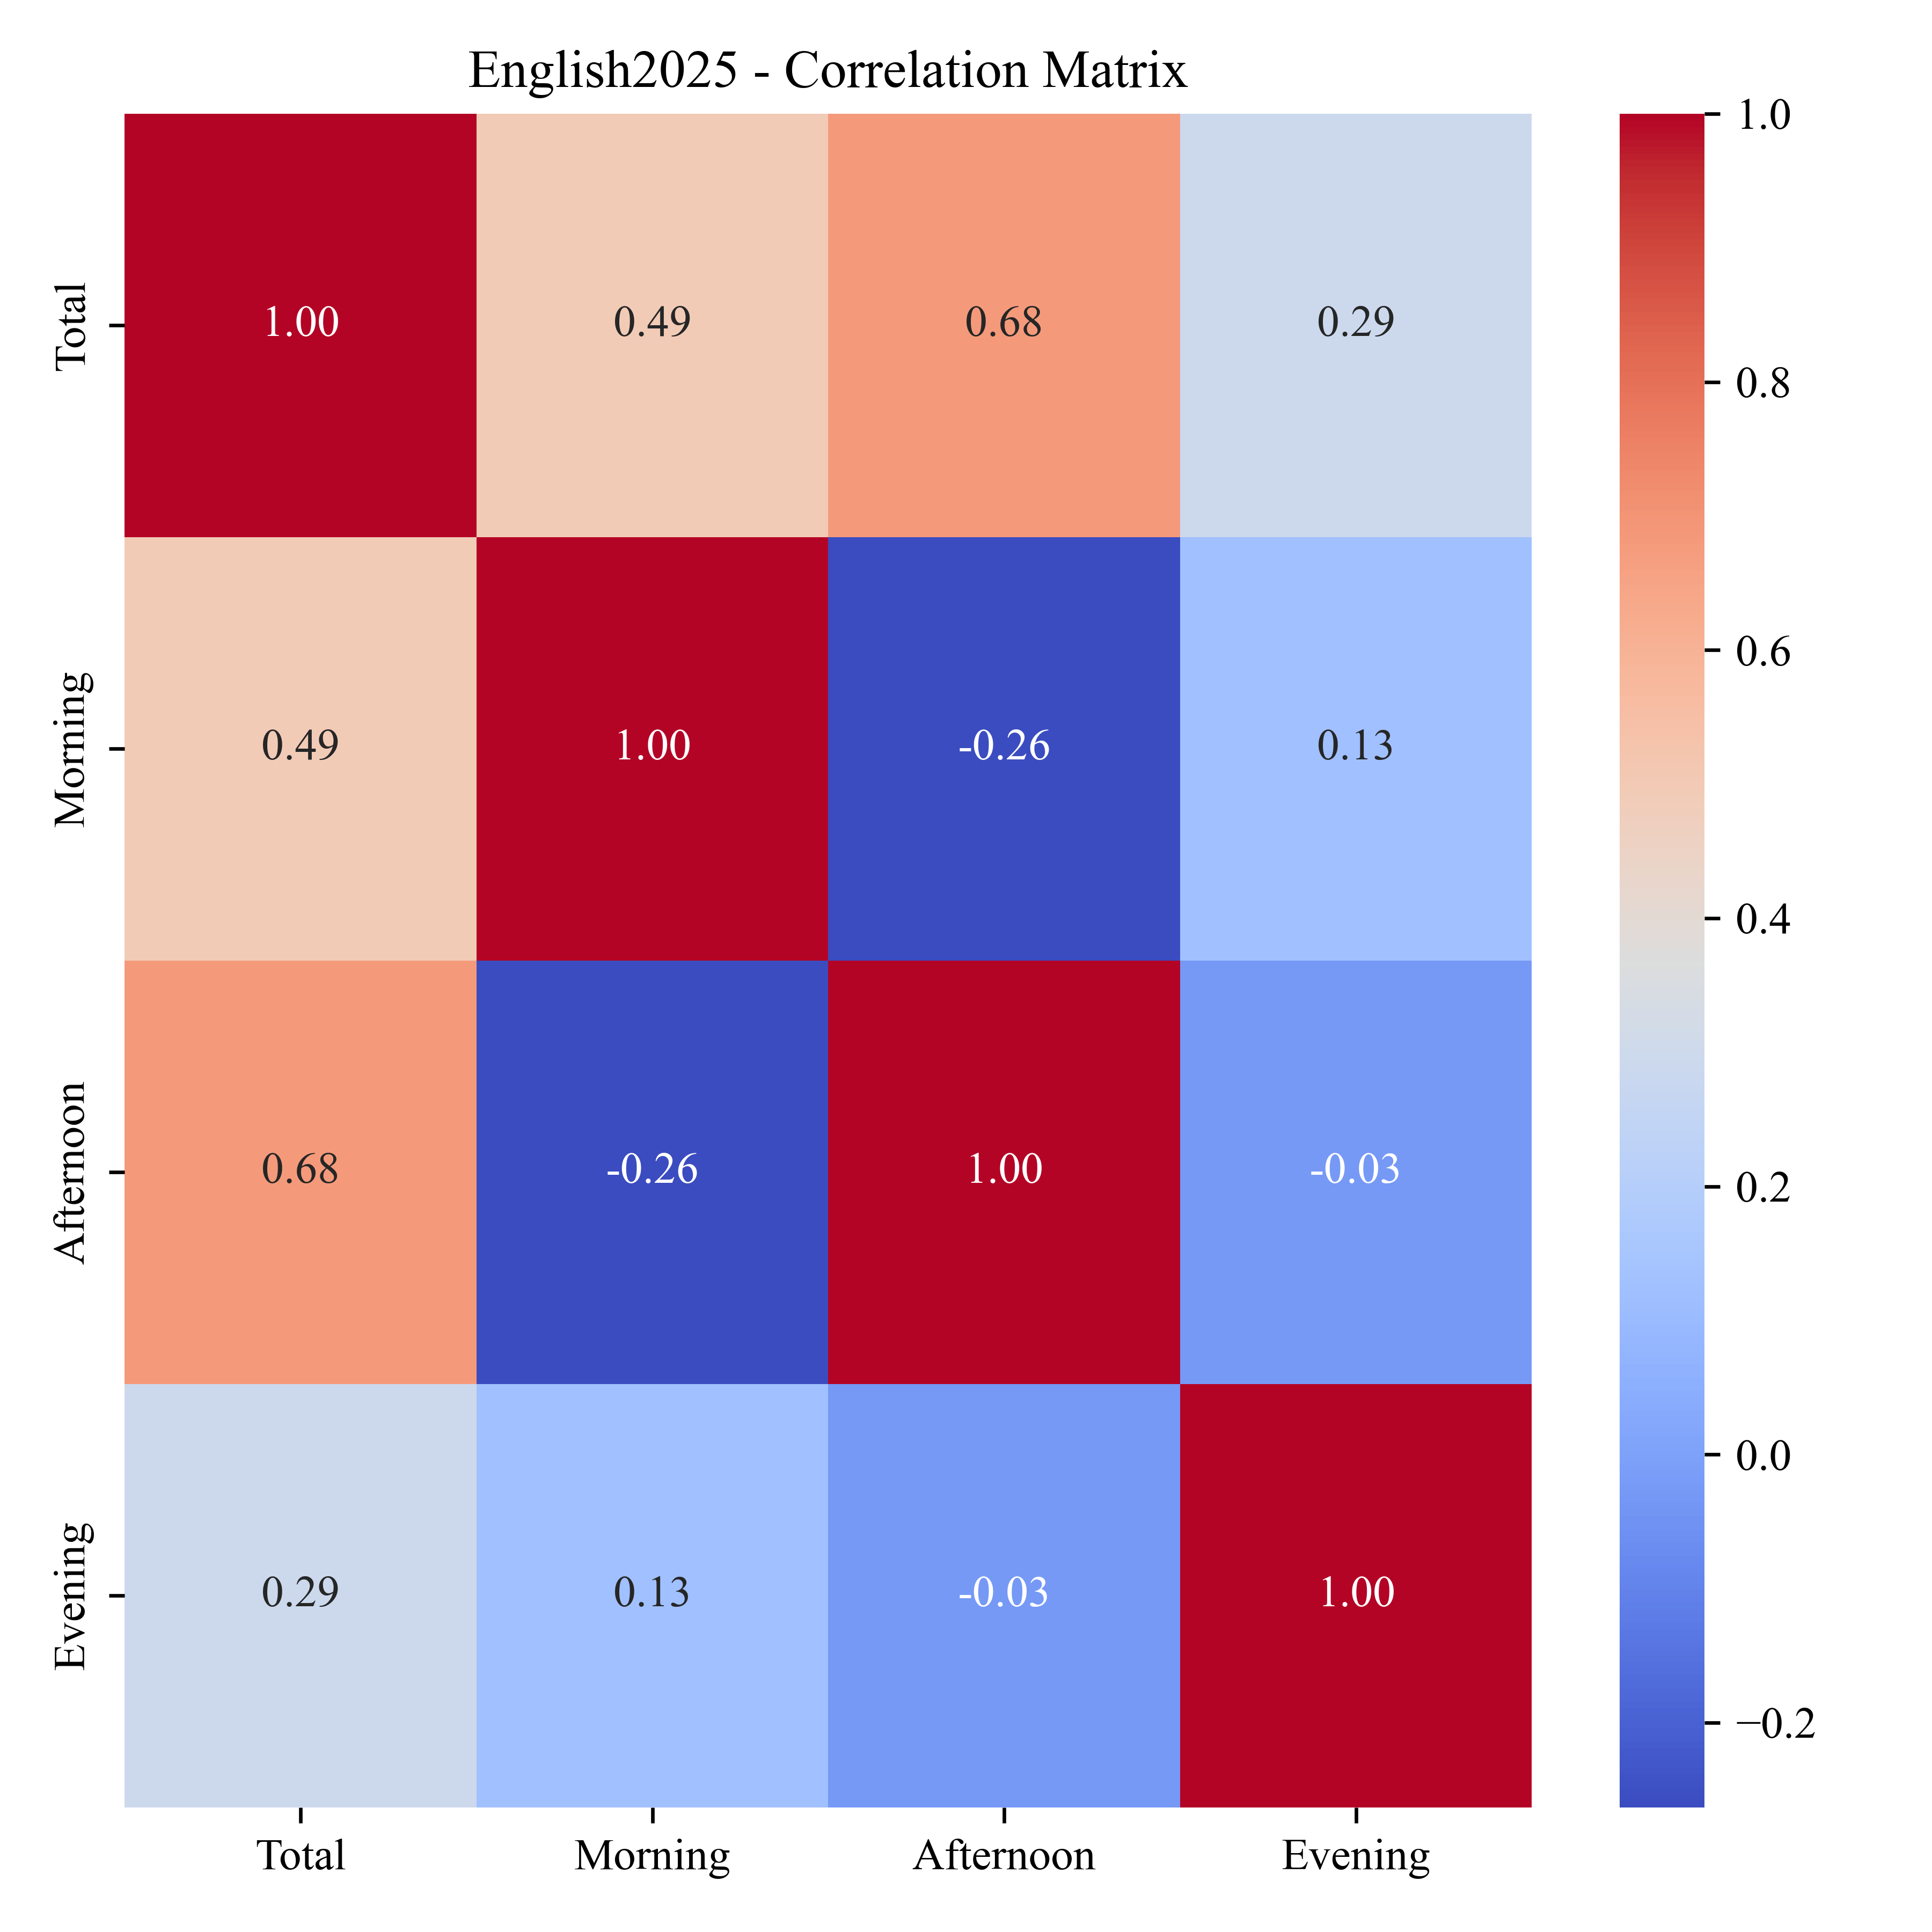 English2025 - Correlation Matrix
Total 1.00 0.49 0.68 0.29
Morning 0.49 1.00 -0.26 0.13
Afternoon 0.68 -0.26 1.00 -0.03
Evening 0.29 0.13 -0.03 1.00
Total Morning Afternoon Evening
1.0
0.8
0.6
0.4
0.2
0.0
−0.2